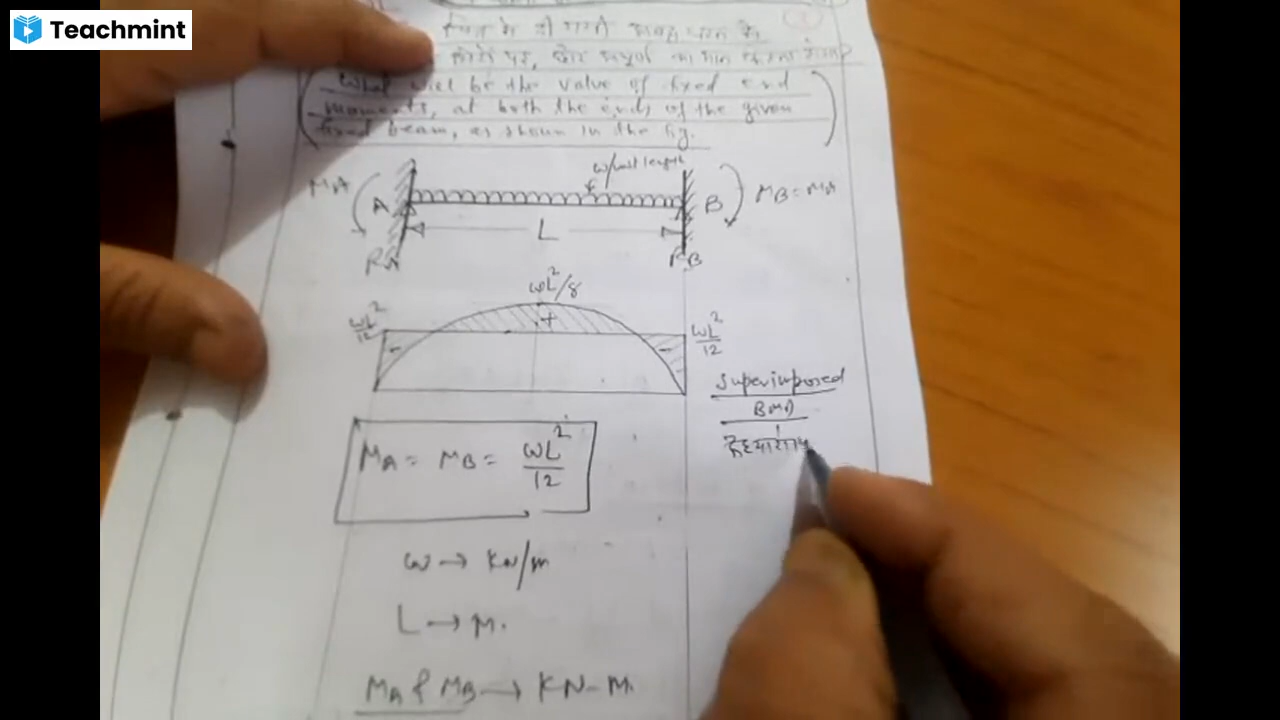 Teachmint
What will be the value of fixed end
moments, at both the ends of the given
fixed beam, as shown in the fig.
w/unit length
MA A B MB = MA
L
RA RB
wL²/8
wL²/12 + wL²/12
- -
Superimposed
BMD
MA = MB = wL²/12
w → KN/m
L → M.
MA & MB → KN-M.